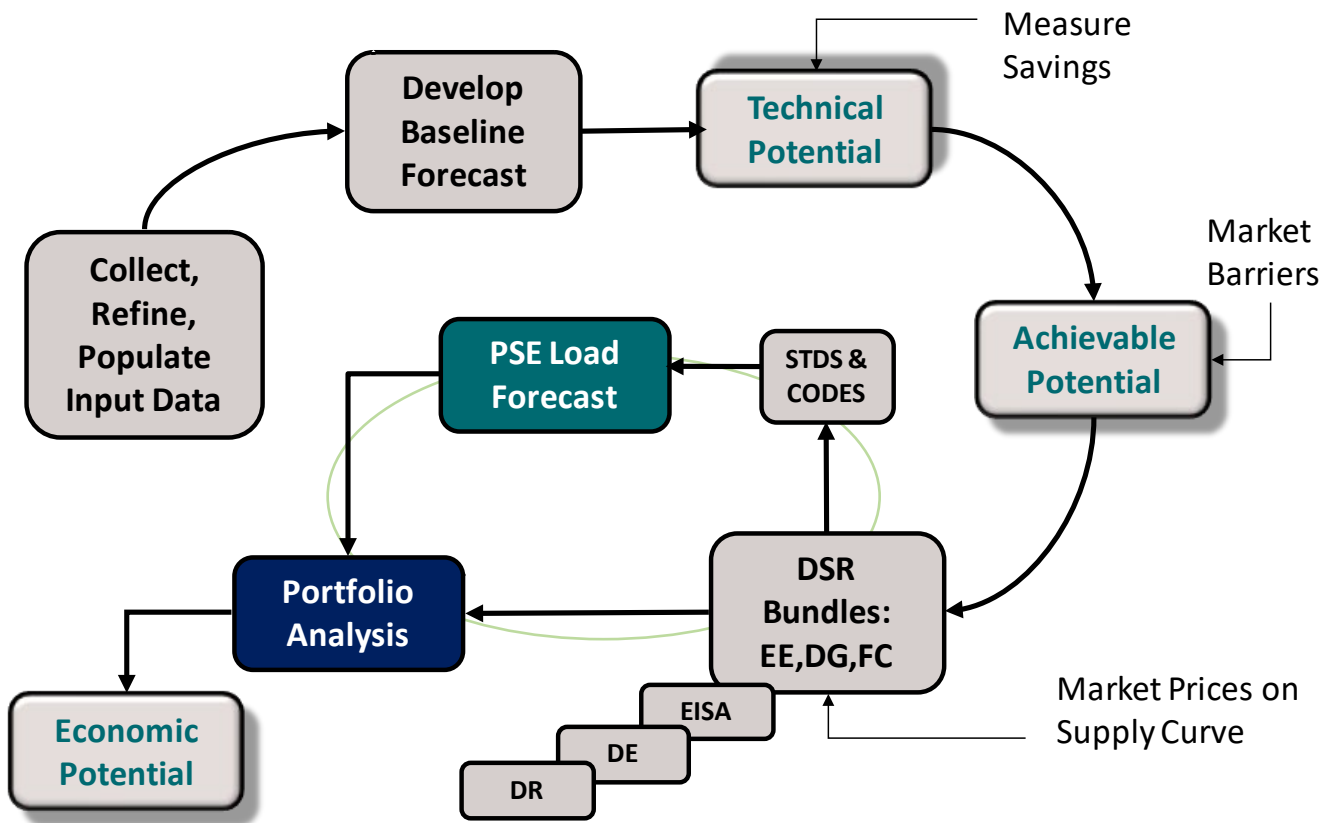 Measure
Savings
Develop
Baseline
Forecast
Technical
Potential
Collect,
Refine,
Populate
Input Data
Market
Barriers
Achievable
Potential
PSE Load
Forecast
STDS &
CODES
Portfolio
Analysis
DSR
Bundles:
EE,DG,FC
Economic
Potential
EISA
DE
DR
Market Prices on
Supply Curve